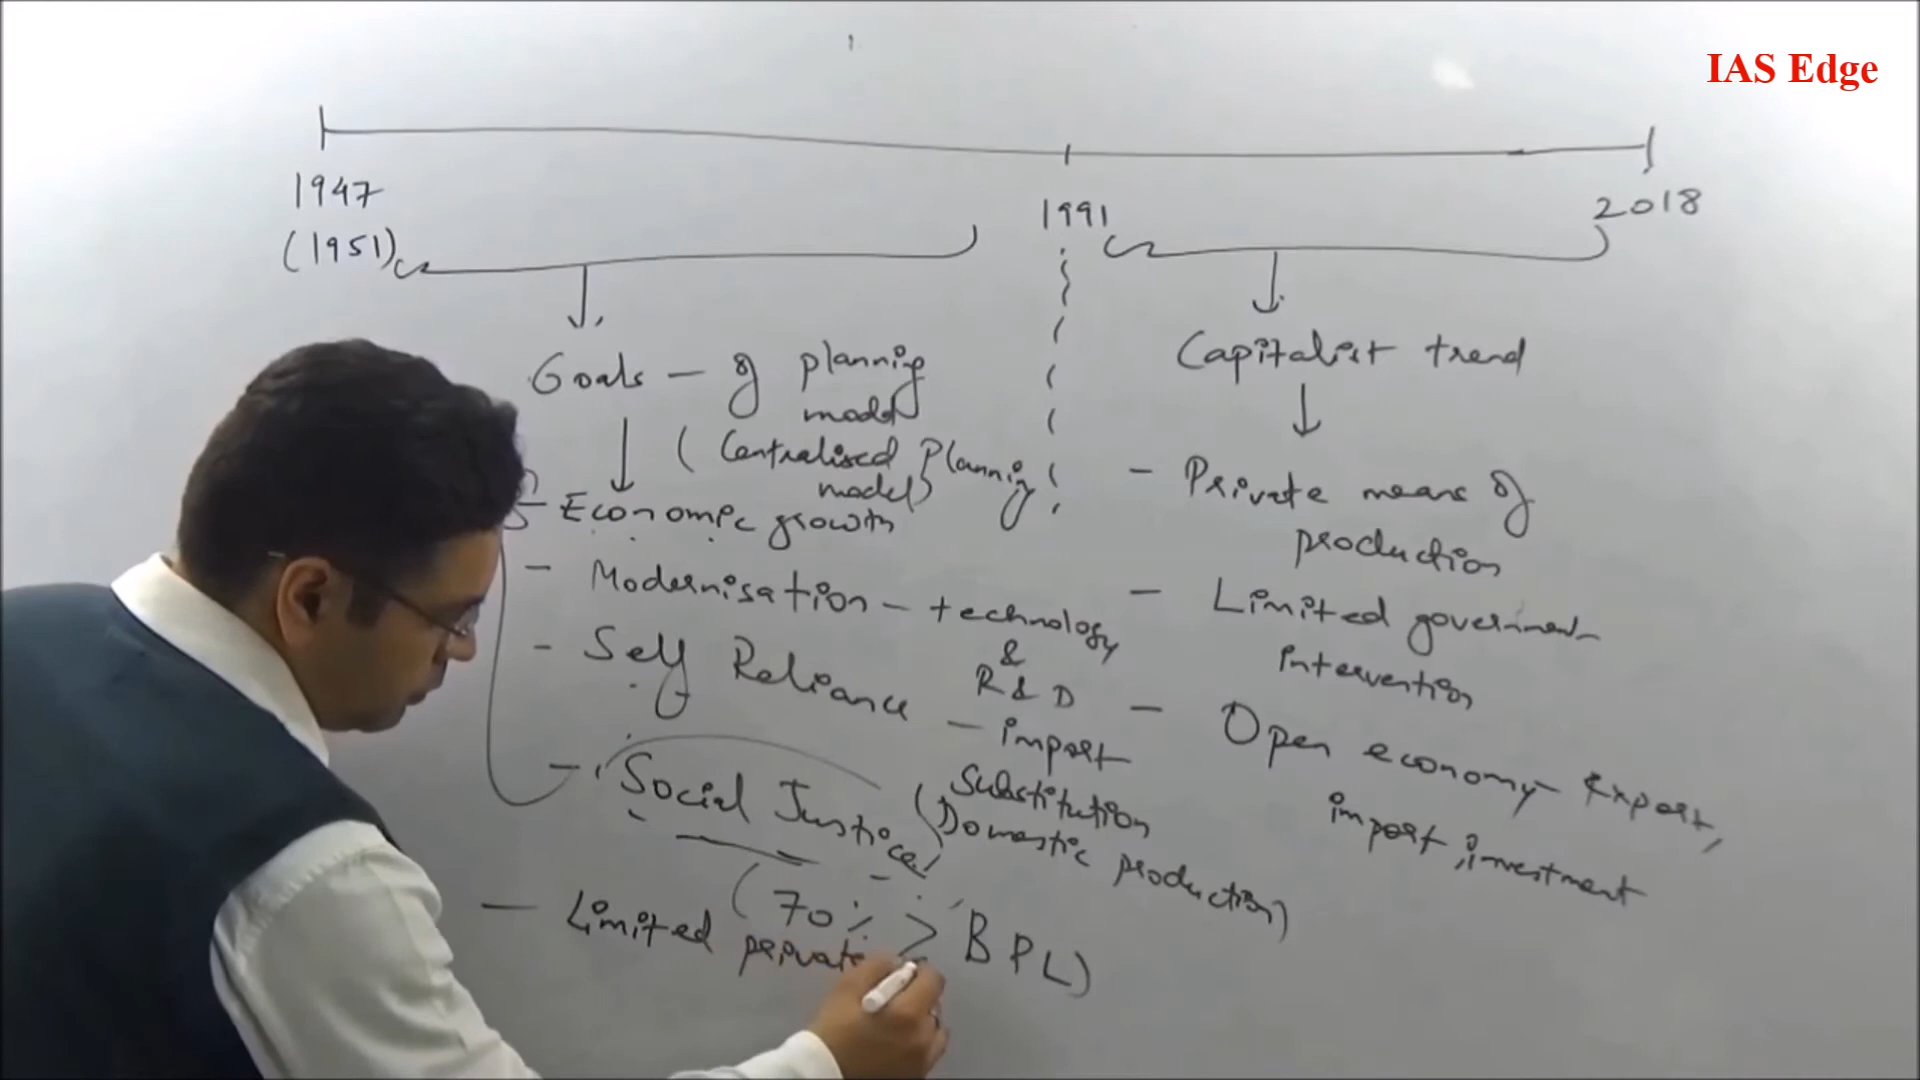 IAS Edge
1947
(1951)
1991
2018
Goals - of planning
model
(Centralised Planning
model)
- Economic growth
- Modernisation - technology
&
R & D
- Self Reliance - import
Substitution
(Domestic production)
- Social Justice
(70% > BPL)
- Limited private
Capitalist trend
- Private means of
production
- Limited government
intervention
- Open economy export,
import, investment